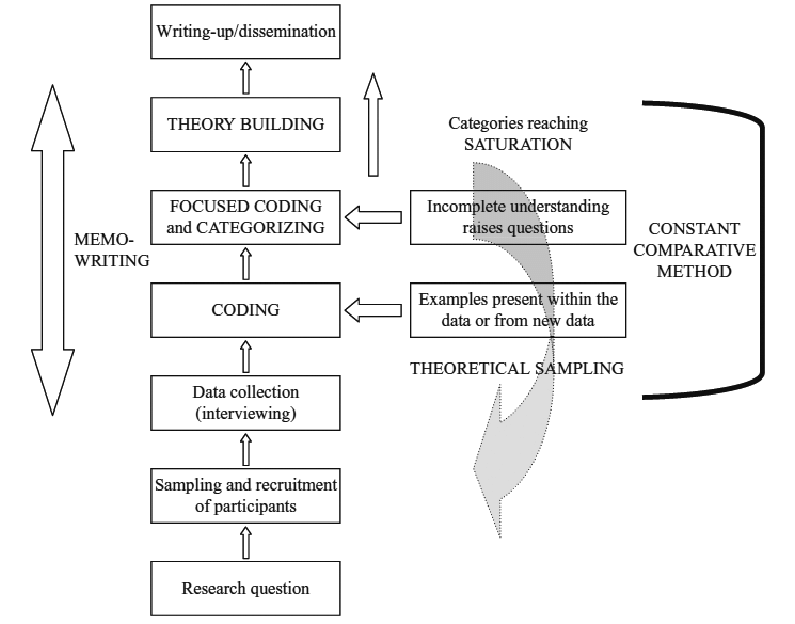 Writing-up/dissemination
THEORY BUILDING
Categories reaching
SATURATION
FOCUSED CODING
and CATEGORIZING
Incomplete understanding
raises questions
MEMO-
WRITING
CONSTANT
COMPARATIVE
METHOD
CODING
Examples present within the
data or from new data
THEORETICAL SAMPLING
Data collection
(interviewing)
Sampling and recruitment
of participants
Research question